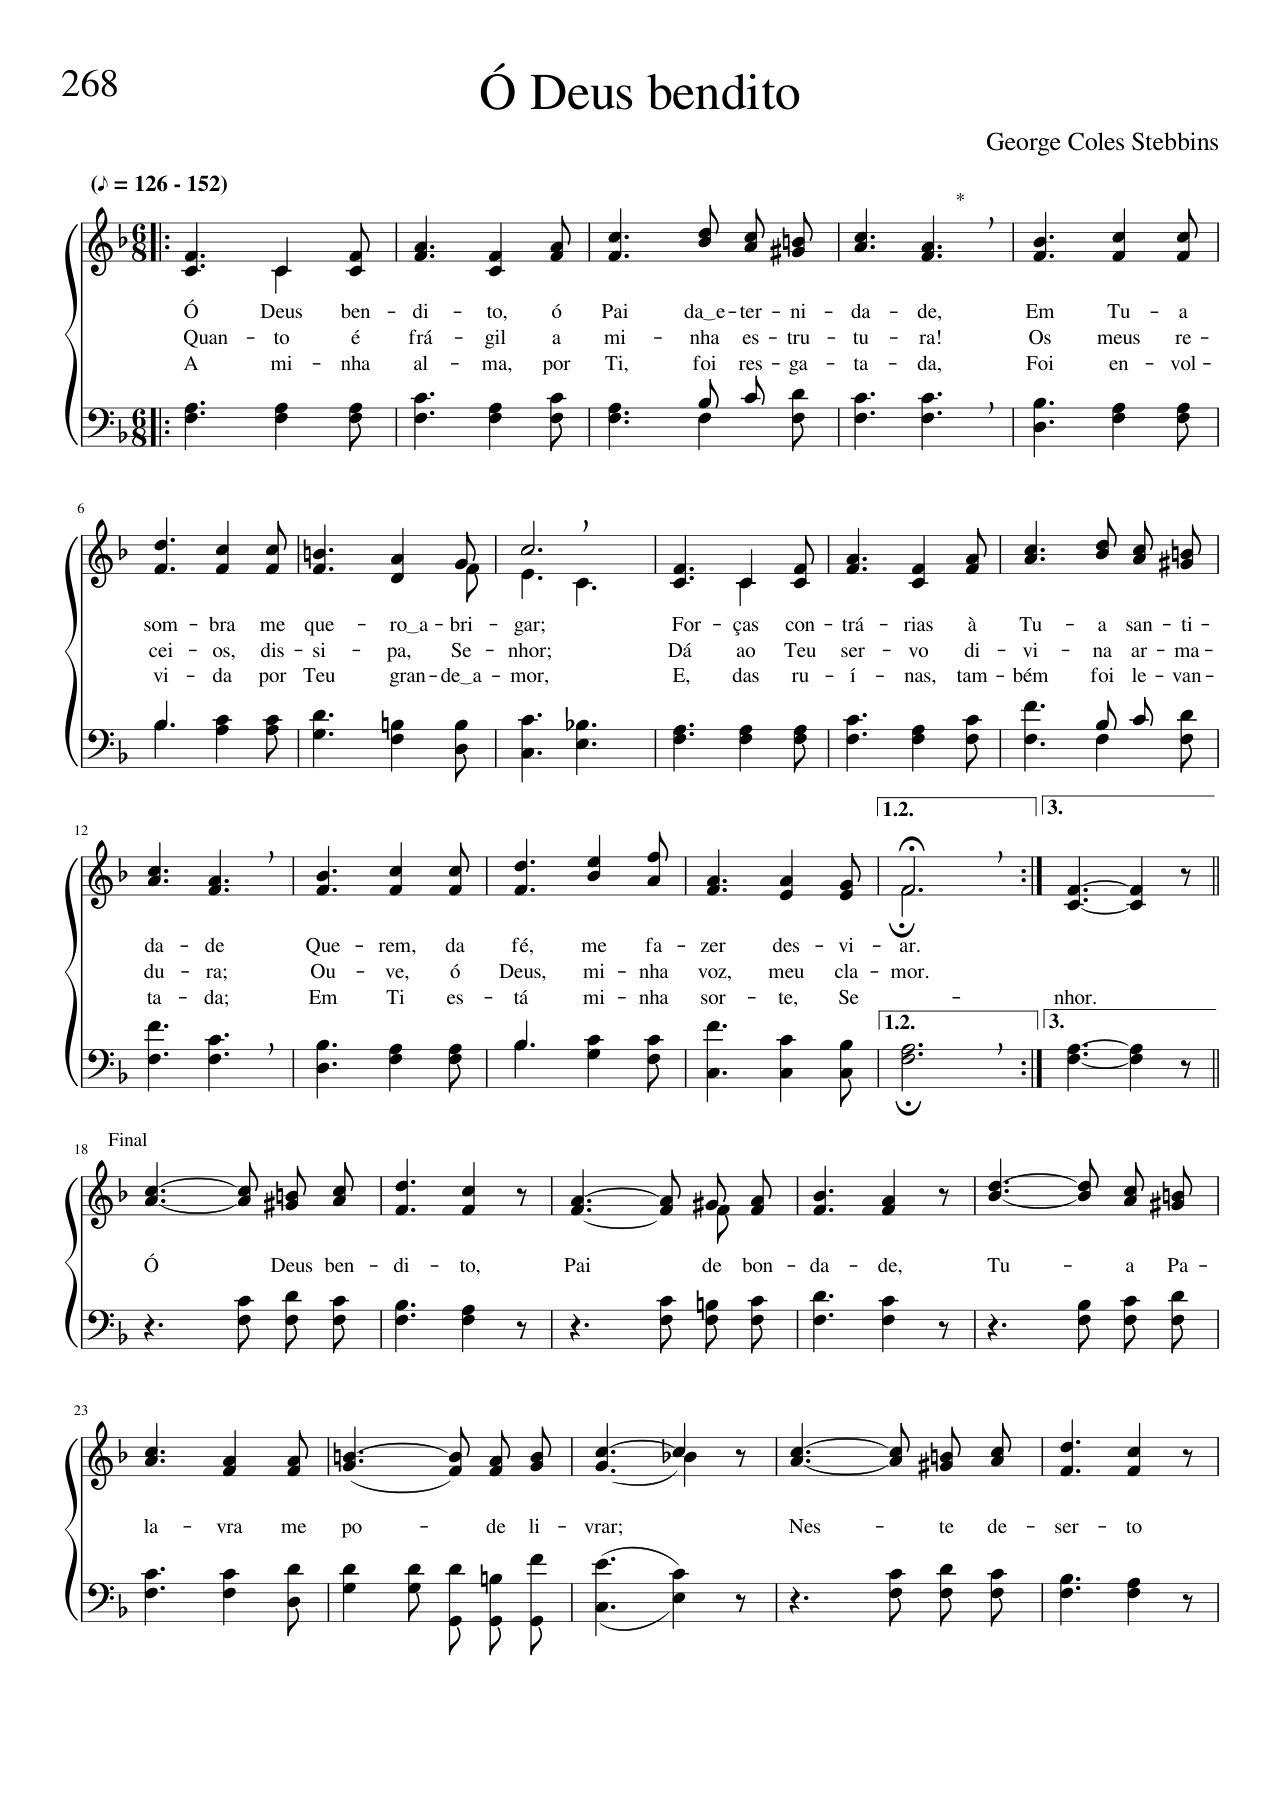 268
Ó Deus bendito
George Coles Stebbins
(♪ = 126 - 152)
*
Ó Deus ben - di - to, ó Pai da‿e - ter - ni - da - de, Em Tu - a
Quan - to é frá - gil a mi - nha es - tru - tu - ra! Os meus re -
A mi - nha al - ma, por Ti, foi res - ga - ta - da, Foi en - vol -
6
som - bra me que - ro‿a - bri - gar; For - ças con - trá - rias à Tu - a san - ti -
cei - os, dis - si - pa, Se - nhor; Dá ao Teu ser - vo di - vi - na ar - ma -
vi - da por Teu gran - de‿a - mor, E, das ru - í - nas, tam - bém foi le - van -
1.2. 3.
12
da - de Que - rem, da fé, me fa - zer des - vi - ar.
du - ra; Ou - ve, ó Deus, mi - nha voz, meu cla - mor.
ta - da; Em Ti es - tá mi - nha sor - te, Se - nhor.
1.2. 3.
Final
18
Ó Deus ben - di - to, Pai de bon - da - de, Tu - a Pa -
23
la - vra me po - de li - vrar; Nes - te de - ser - to